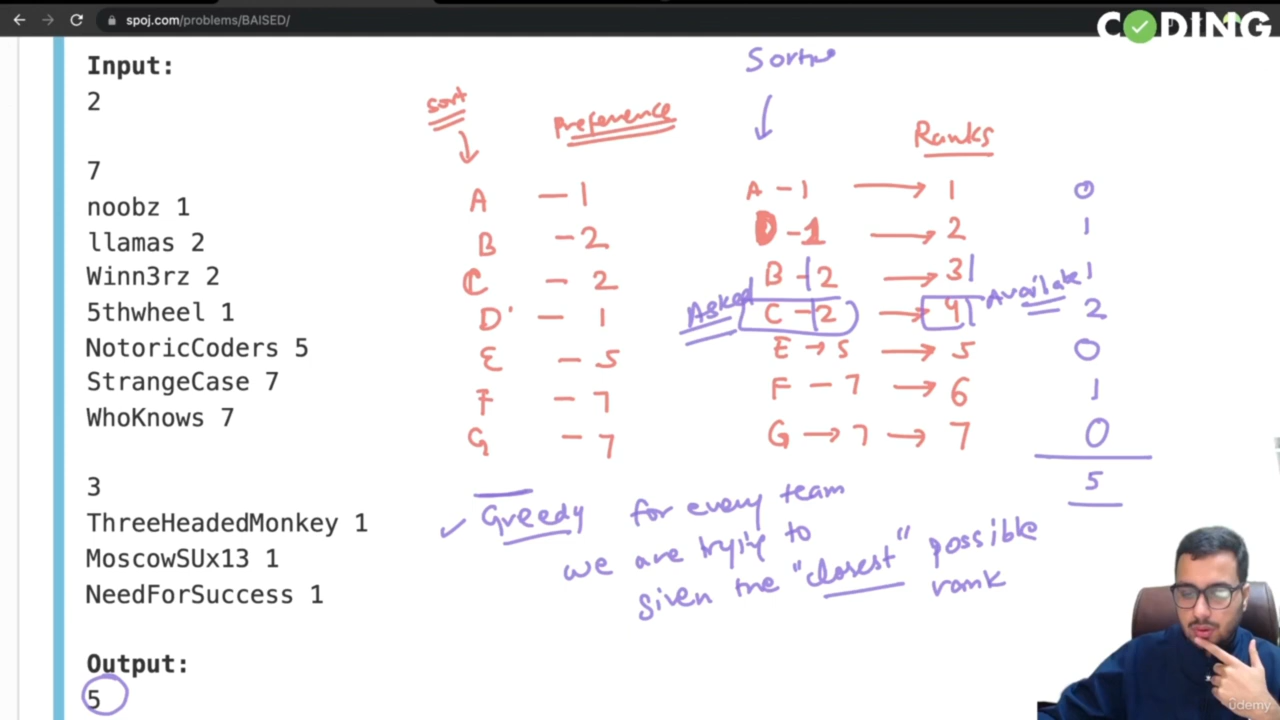 spoj.com/problems/BAISED/
CODING
Input:
2
7
noobz 1
llamas 2
Winn3rz 2
5thwheel 1
NotoricCoders 5
StrangeCase 7
WhoKnows 7
3
ThreeHeadedMonkey 1
MoscowSUx13 1
NeedForSuccess 1
Output:
5
sort
Preference
A - 1
B - 2
C - 2
D - 1
E - 5
F - 7
G - 7
Ranks
A - 1 → 1 0
D - 1 → 2 1
B - 2 → 3 1
Asked C - 2 → 4 Available 2
E → 5 → 5 0
F - 7 → 6 1
G → 7 → 7 0
5
✓ Greedy for every team
we are trying to
given the "closest" possible
rank
ûdemy